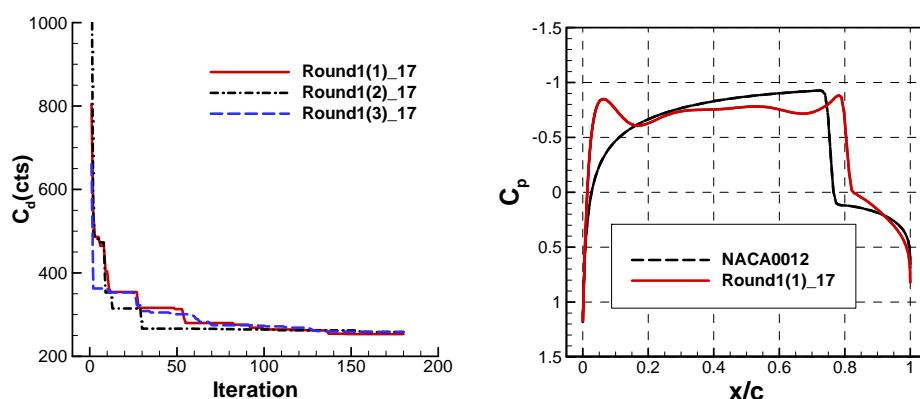 1000
800
600
400
200
C_d(cts)
0
50
100
150
200
Iteration
Round1(1)_17
Round1(2)_17
Round1(3)_17
-1.5
-1
-0.5
0
0.5
1
1.5
C_p
0
0.2
0.4
0.6
0.8
1
x/c
NACA0012
Round1(1)_17